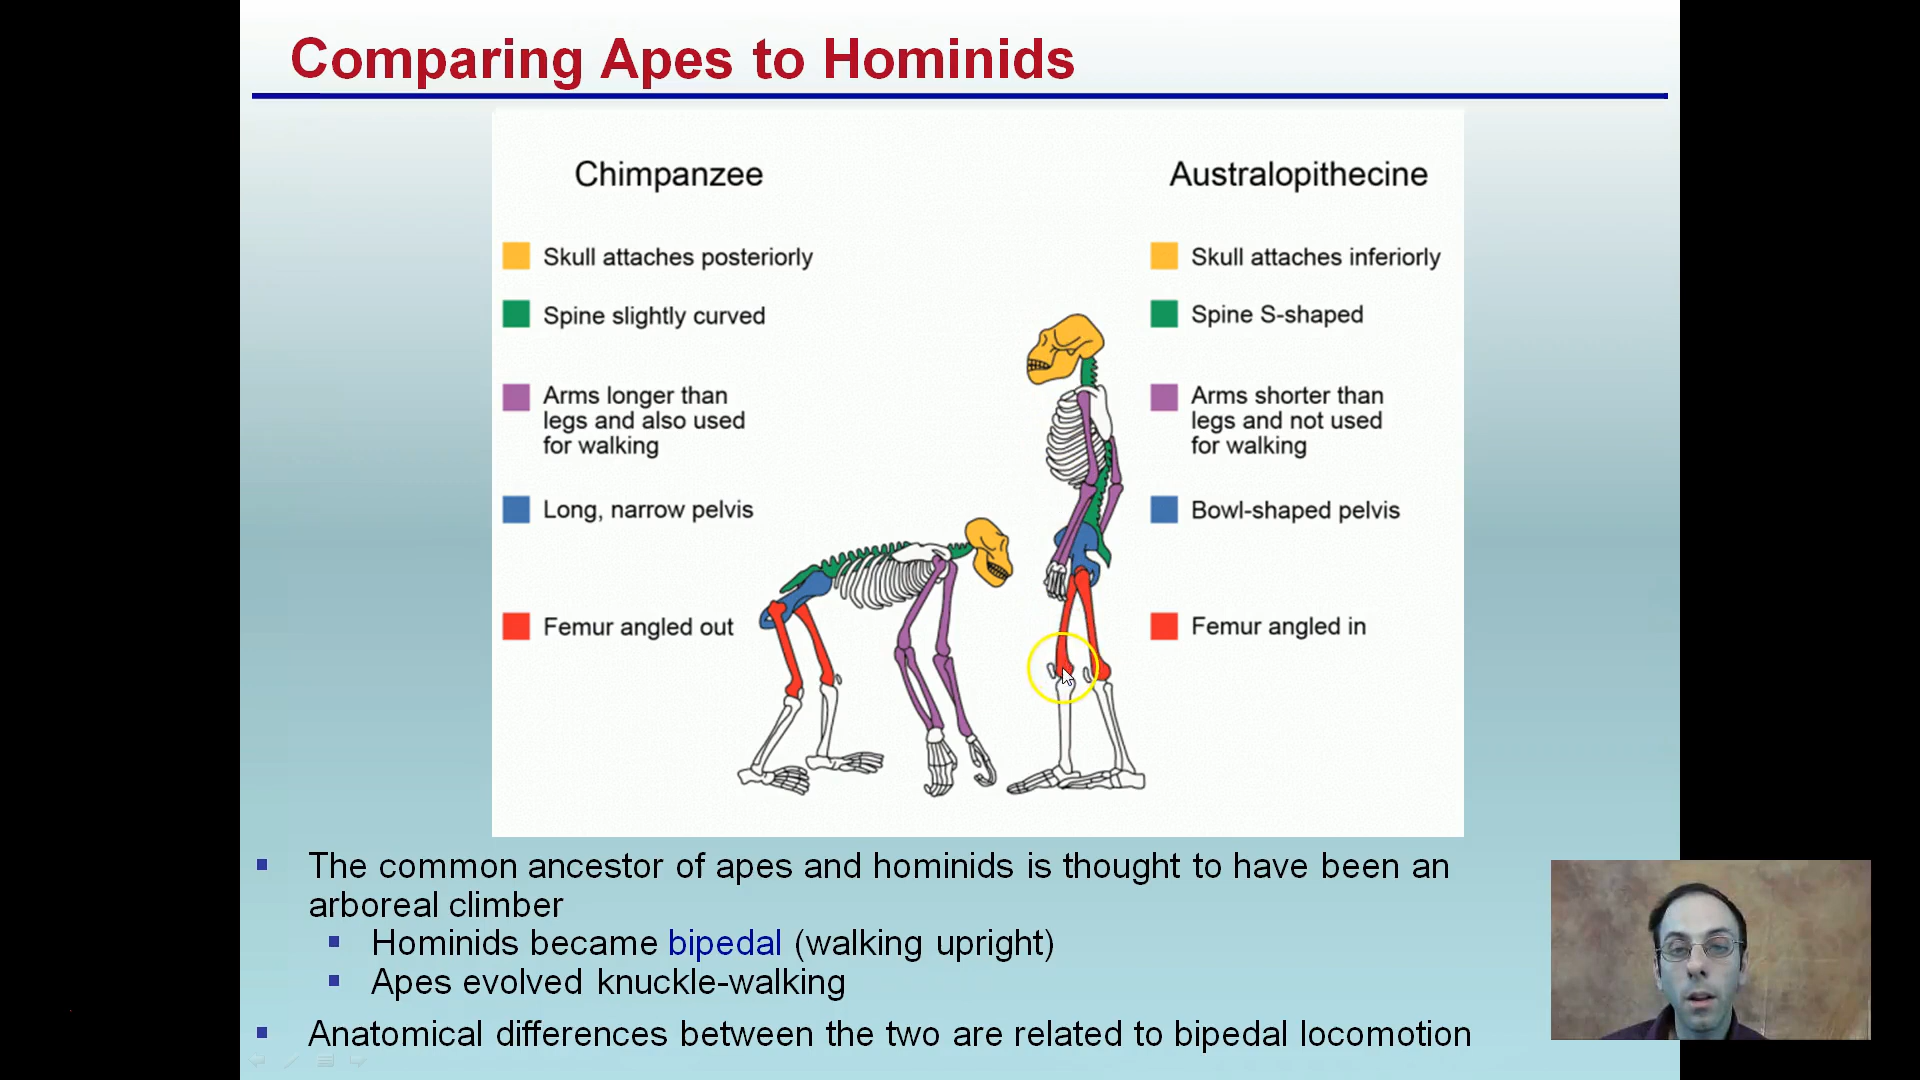 Comparing Apes to Hominids
Chimpanzee
Skull attaches posteriorly
Spine slightly curved
Arms longer than
legs and also used
for walking
Long, narrow pelvis
Femur angled out
Australopithecine
Skull attaches inferiorly
Spine S-shaped
Arms shorter than
legs and not used
for walking
Bowl-shaped pelvis
Femur angled in
The common ancestor of apes and hominids is thought to have been an
arboreal climber
Hominids became bipedal (walking upright)
Apes evolved knuckle-walking
Anatomical differences between the two are related to bipedal locomotion